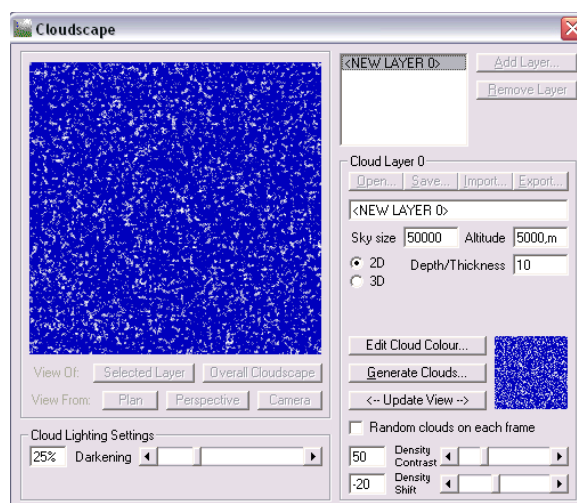 Cloudscape
<NEW LAYER 0>
Add Layer...
Remove Layer
Cloud Layer 0
Open... Save... Import... Export...
<NEW LAYER 0>
Sky size 50000 Altitude 5000,m
2D Depth/Thickness 10
3D
Edit Cloud Colour...
Generate Clouds...
<-- Update View -->
Random clouds on each frame
50 Density Contrast
-20 Density Shift
View Of: Selected Layer Overall Cloudscape
View From: Plan Perspective Camera
Cloud Lighting Settings
25% Darkening